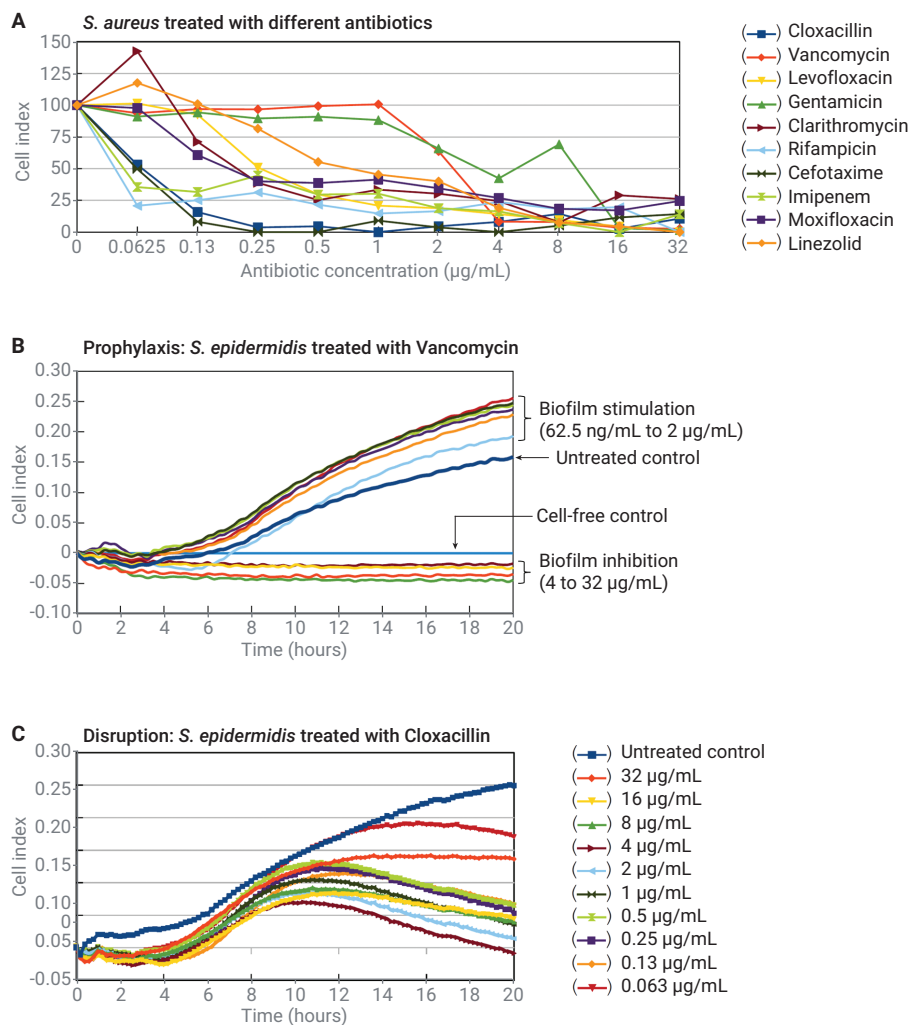 A S. aureus treated with different antibiotics
150
125
100
75
50
25
0
Cell index
0 0.0625 0.13 0.25 0.5 1 2 4 8 16 32
Antibiotic concentration (µg/mL)
(—) Cloxacillin
(—) Vancomycin
(—) Levofloxacin
(—) Gentamicin
(—) Clarithromycin
(—) Rifampicin
(—) Cefotaxime
(—) Imipenem
(—) Moxifloxacin
(—) Linezolid
B Prophylaxis: S. epidermidis treated with Vancomycin
0.30
0.25
0.20
0.15
0.10
0.05
0
-0.05
-0.10
Cell index
0 2 4 6 8 10 12 14 16 18 20
Time (hours)
Biofilm stimulation
(62.5 ng/mL to 2 µg/mL)
Untreated control
Cell-free control
Biofilm inhibition
(4 to 32 µg/mL)
C Disruption: S. epidermidis treated with Cloxacillin
0.30
0.25
0.20
0.15
0.10
0
0.05
-0.05
Cell index
0 2 4 6 8 10 12 14 16 18 20
Time (hours)
(—) Untreated control
(—) 32 µg/mL
(—) 16 µg/mL
(—) 8 µg/mL
(—) 4 µg/mL
(—) 2 µg/mL
(—) 1 µg/mL
(—) 0.5 µg/mL
(—) 0.25 µg/mL
(—) 0.13 µg/mL
(—) 0.063 µg/mL